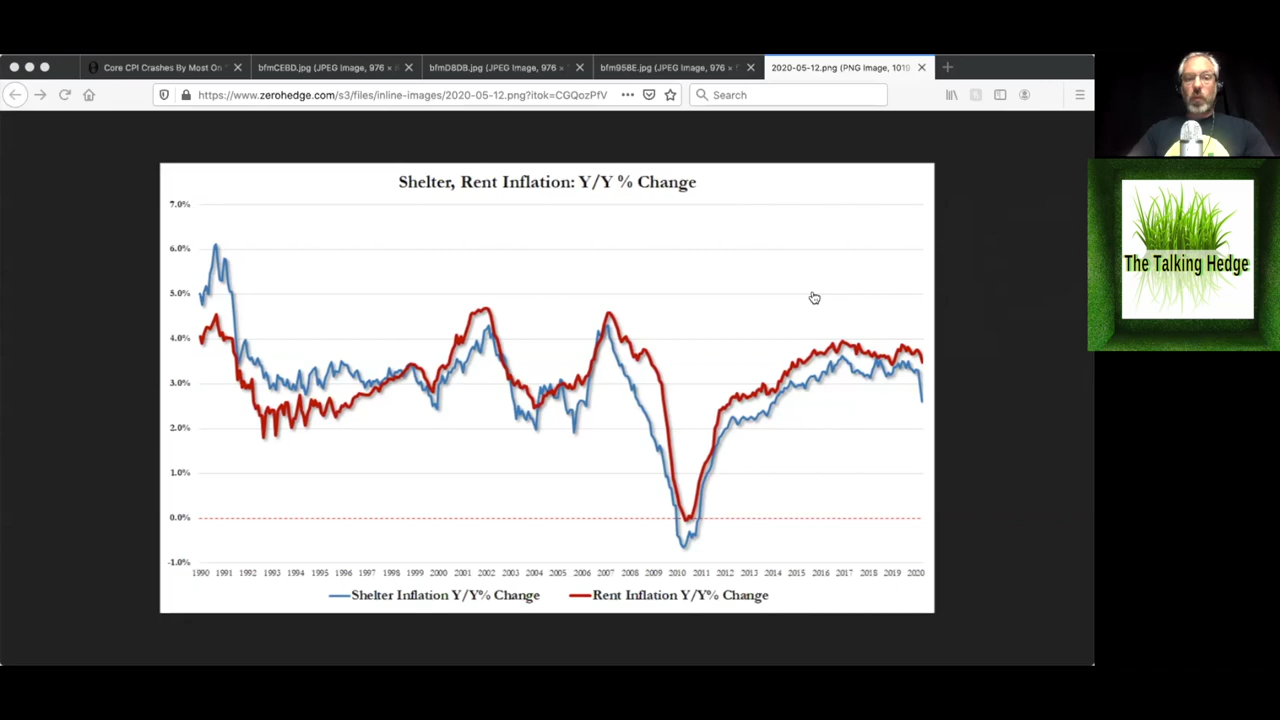 Core CPI Crashes By Most On
bfmCEBD.jpg (JPEG Image, 976 ×
bfmD8DB.jpg (JPEG Image, 976 ×
bfm958E.jpg (JPEG Image, 976 ×
2020-05-12.png (PNG Image, 1019
https://www.zerohedge.com/s3/files/inline-images/2020-05-12.png?itok=CGQozPfV
Search
Shelter, Rent Inflation: Y/Y % Change
7.0%
6.0%
5.0%
4.0%
3.0%
2.0%
1.0%
0.0%
-1.0%
1990 1991 1992 1993 1994 1995 1996 1997 1998 1999 2000 2001 2002 2003 2004 2005 2006 2007 2008 2009 2010 2011 2012 2013 2014 2015 2016 2017 2018 2019 2020
Shelter Inflation Y/Y% Change
Rent Inflation Y/Y% Change
The Talking Hedge